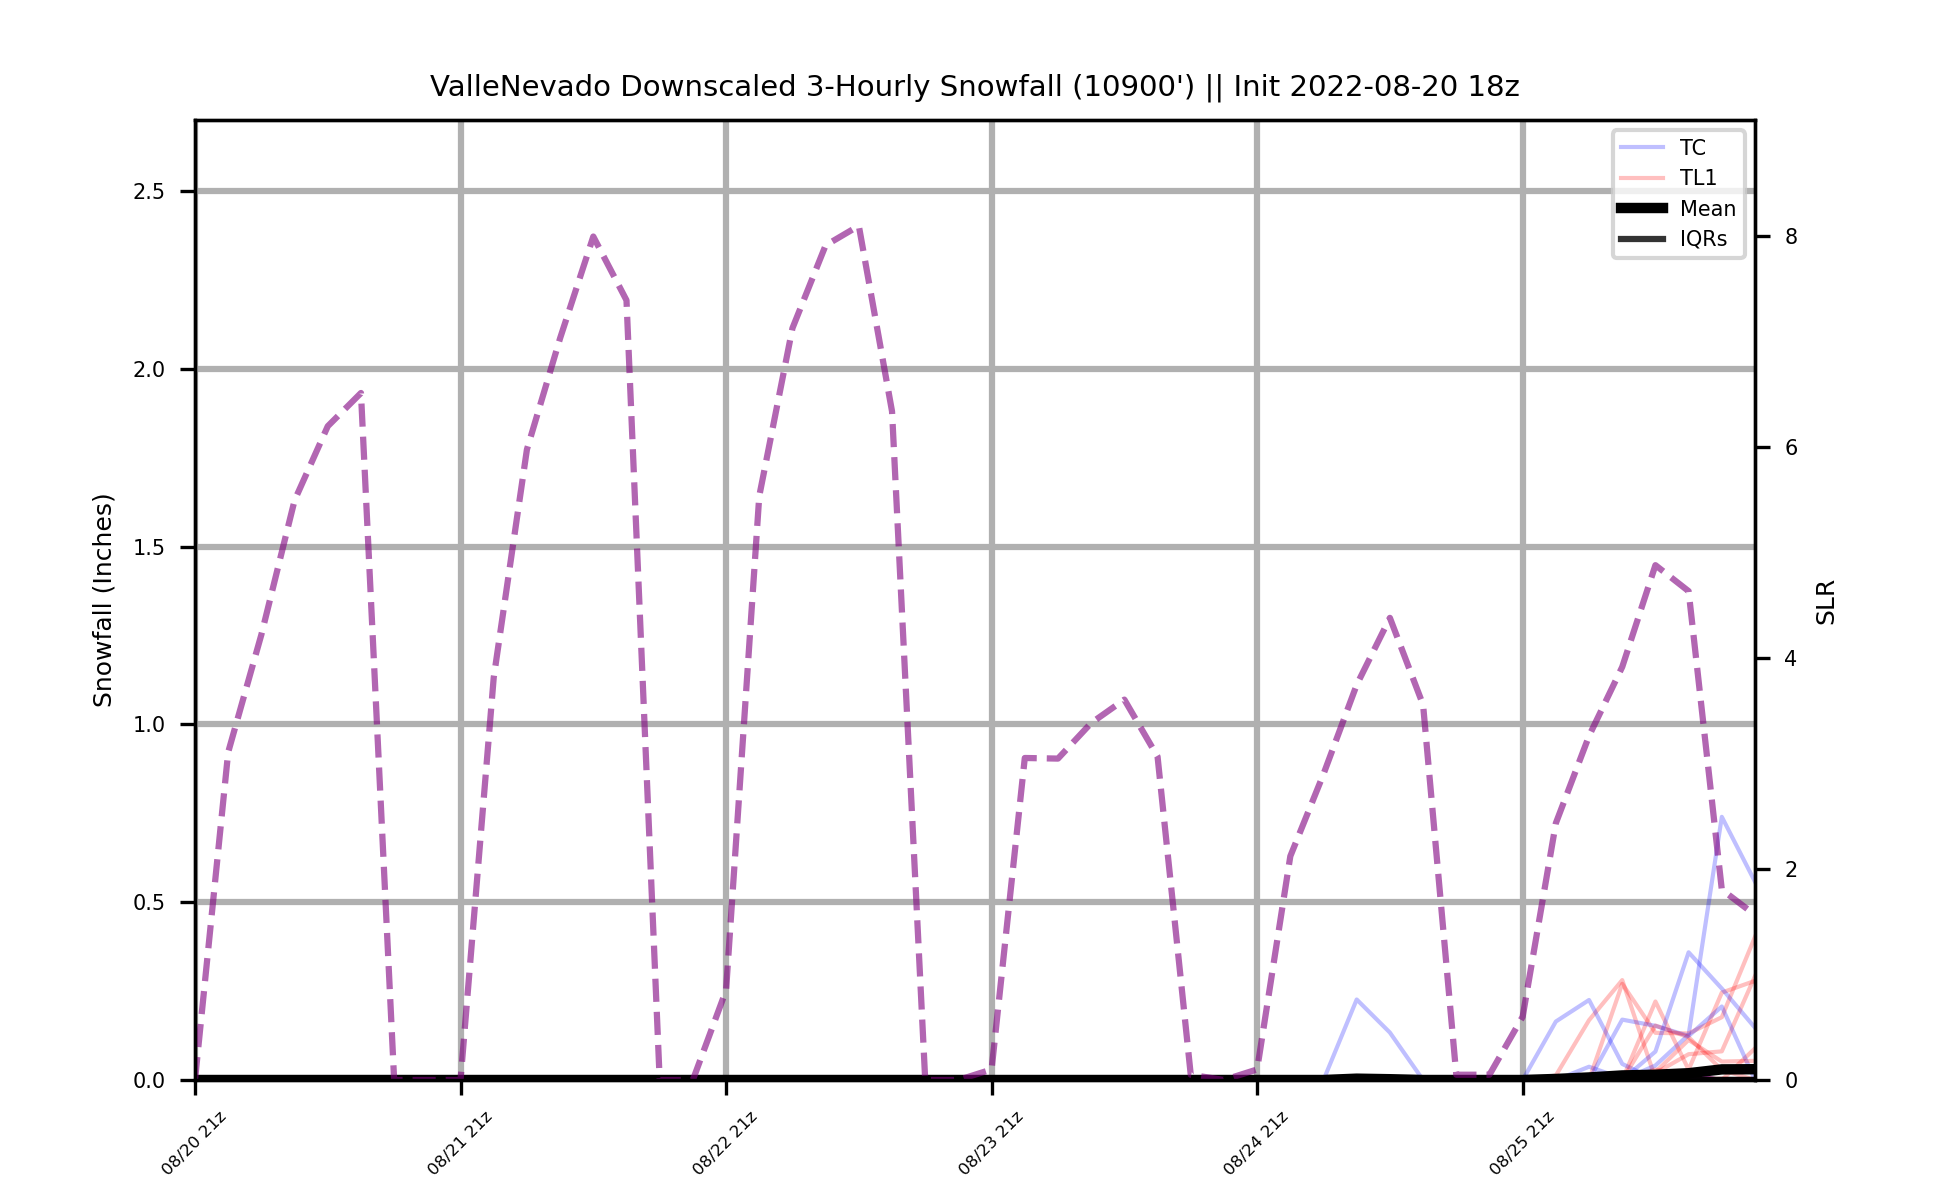 ValleNevado Downscaled 3-Hourly Snowfall (10900') || Init 2022-08-20 18z
TC
TL1
Mean
IQRs
Snowfall (Inches)
2.5
2.0
1.5
1.0
0.5
0.0
SLR
8
6
4
2
0
08/20 21z
08/21 21z
08/22 21z
08/23 21z
08/24 21z
08/25 21z